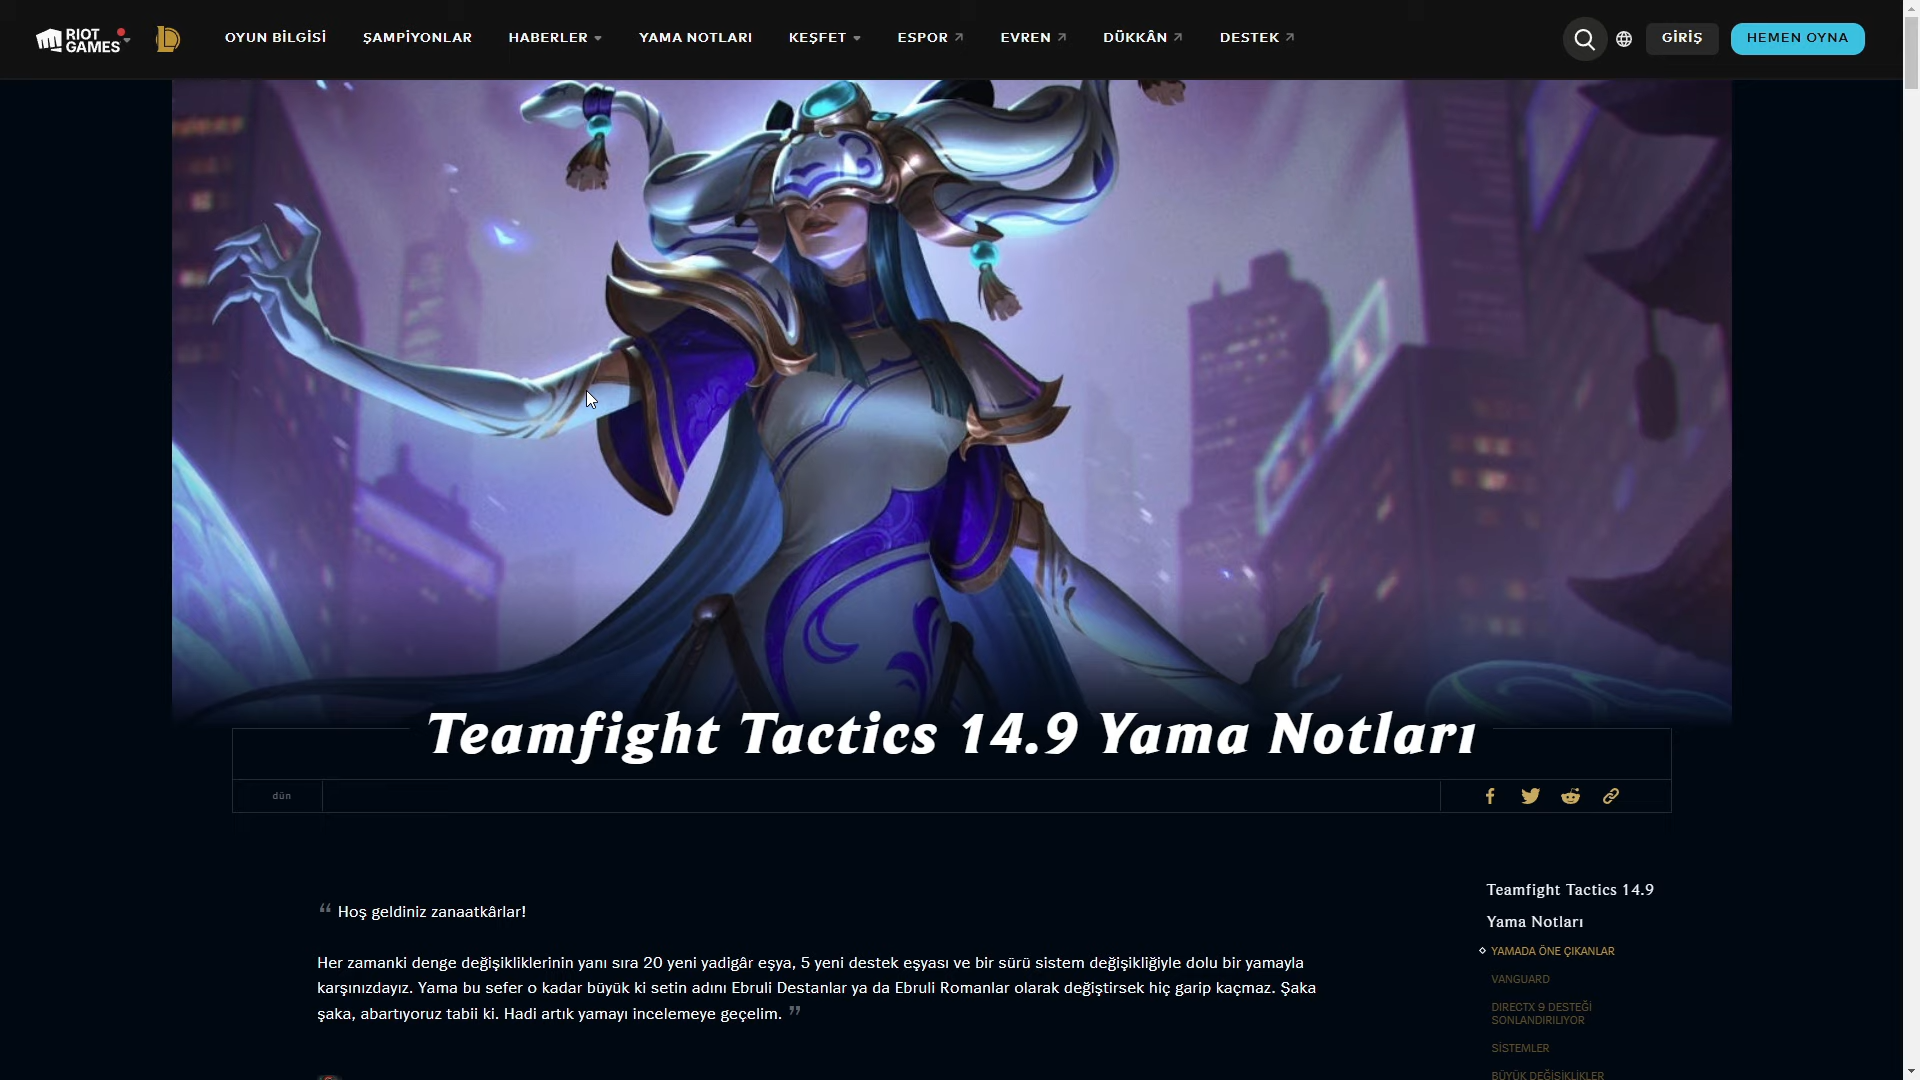 RIOT GAMES
OYUN BİLGİSİ ŞAMPİYONLAR HABERLER YAMA NOTLARI KEŞFET ESPOR EVREN DÜKKÂN DESTEK GİRİŞ HEMEN OYNA
Teamfight Tactics 14.9 Yama Notları
dün
“ Hoş geldiniz zanaatkârlar!
Her zamanki denge değişikliklerinin yanı sıra 20 yeni yadigâr eşya, 5 yeni destek eşyası ve bir sürü sistem değişikliğiyle dolu bir yamayla
karşınızdayız. Yama bu sefer o kadar büyük ki setin adını Ebruli Destanlar ya da Ebruli Romanlar olarak değiştirsek hiç garip kaçmaz. Şaka
şaka, abartıyoruz tabii ki. Hadi artık yamayı incelemeye geçelim. ”
Teamfight Tactics 14.9
Yama Notları
YAMADA ÖNE ÇIKANLAR
VANGUARD
DIRECTX 9 DESTEĞİ
SONLANDIRILIYOR
SİSTEMLER
BÜYÜK DEĞİŞİKLİKLER